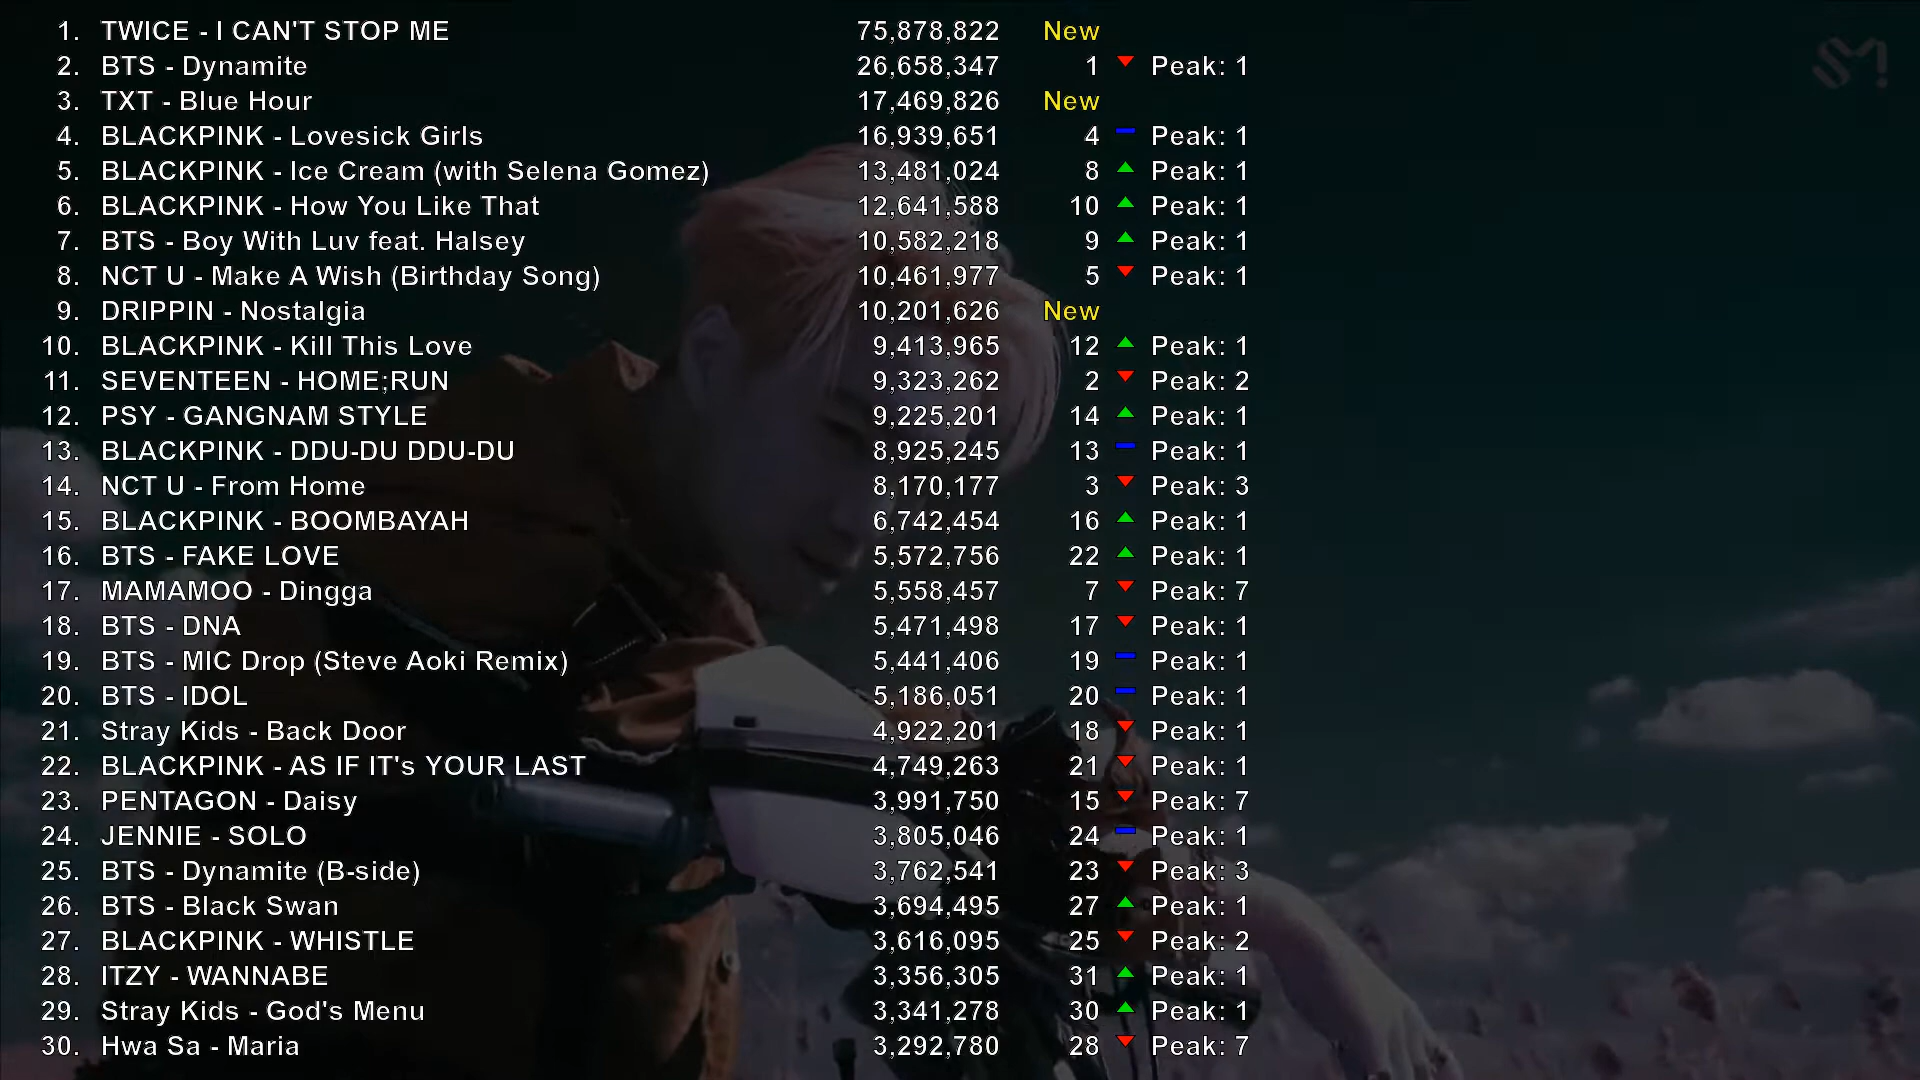 1. TWICE - I CAN'T STOP ME 75,878,822 New
2. BTS - Dynamite 26,658,347 1 Peak: 1
3. TXT - Blue Hour 17,469,826 New
4. BLACKPINK - Lovesick Girls 16,939,651 4 Peak: 1
5. BLACKPINK - Ice Cream (with Selena Gomez) 13,481,024 8 Peak: 1
6. BLACKPINK - How You Like That 12,641,588 10 Peak: 1
7. BTS - Boy With Luv feat. Halsey 10,582,218 9 Peak: 1
8. NCT U - Make A Wish (Birthday Song) 10,461,977 5 Peak: 1
9. DRIPPIN - Nostalgia 10,201,626 New
10. BLACKPINK - Kill This Love 9,413,965 12 Peak: 1
11. SEVENTEEN - HOME;RUN 9,323,262 2 Peak: 2
12. PSY - GANGNAM STYLE 9,225,201 14 Peak: 1
13. BLACKPINK - DDU-DU DDU-DU 8,925,245 13 Peak: 1
14. NCT U - From Home 8,170,177 3 Peak: 3
15. BLACKPINK - BOOMBAYAH 6,742,454 16 Peak: 1
16. BTS - FAKE LOVE 5,572,756 22 Peak: 1
17. MAMAMOO - Dingga 5,558,457 7 Peak: 7
18. BTS - DNA 5,471,498 17 Peak: 1
19. BTS - MIC Drop (Steve Aoki Remix) 5,441,406 19 Peak: 1
20. BTS - IDOL 5,186,051 20 Peak: 1
21. Stray Kids - Back Door 4,922,201 18 Peak: 1
22. BLACKPINK - AS IF IT's YOUR LAST 4,749,263 21 Peak: 1
23. PENTAGON - Daisy 3,991,750 15 Peak: 7
24. JENNIE - SOLO 3,805,046 24 Peak: 1
25. BTS - Dynamite (B-side) 3,762,541 23 Peak: 3
26. BTS - Black Swan 3,694,495 27 Peak: 1
27. BLACKPINK - WHISTLE 3,616,095 25 Peak: 2
28. ITZY - WANNABE 3,356,305 31 Peak: 1
29. Stray Kids - God's Menu 3,341,278 30 Peak: 1
30. Hwa Sa - Maria 3,292,780 28 Peak: 7
SM!